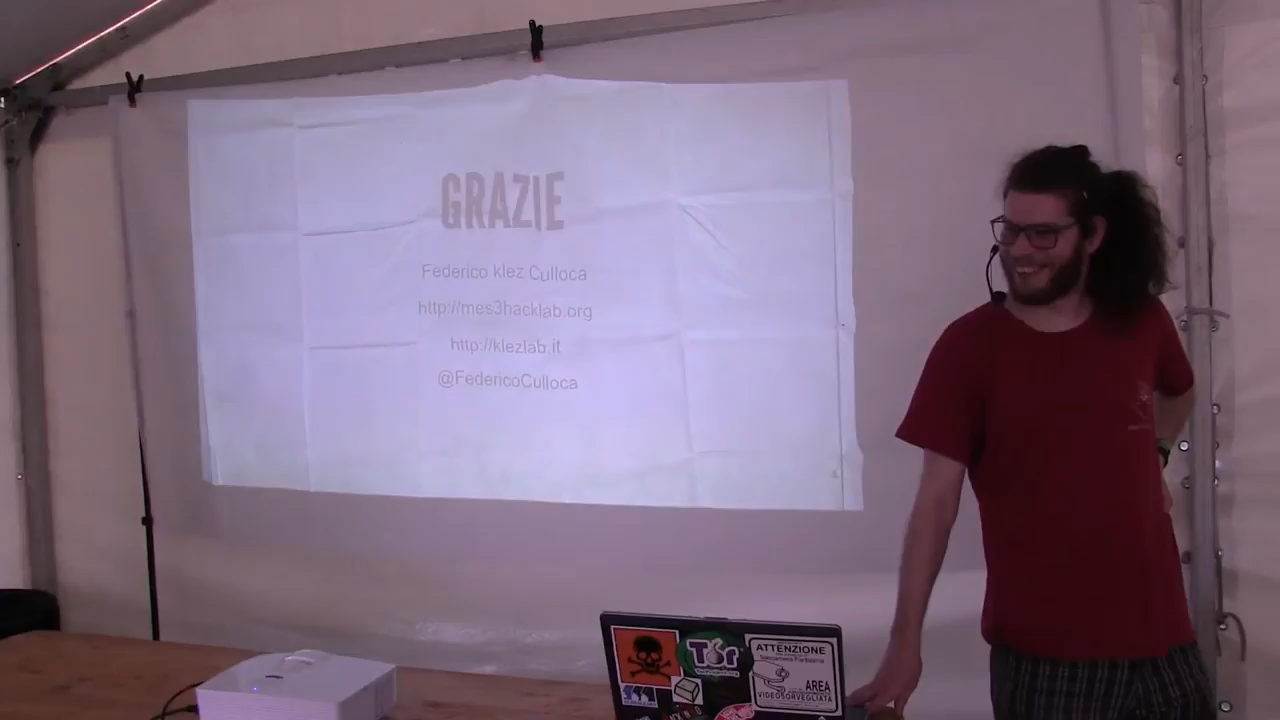 GRAZIE
Federico klez Culloca
http://mes3hacklab.org
http://klezlab.it
@FedericoCulloca
Tor
ATTENZIONE
AREA
VIDEOSORVEGLIATA